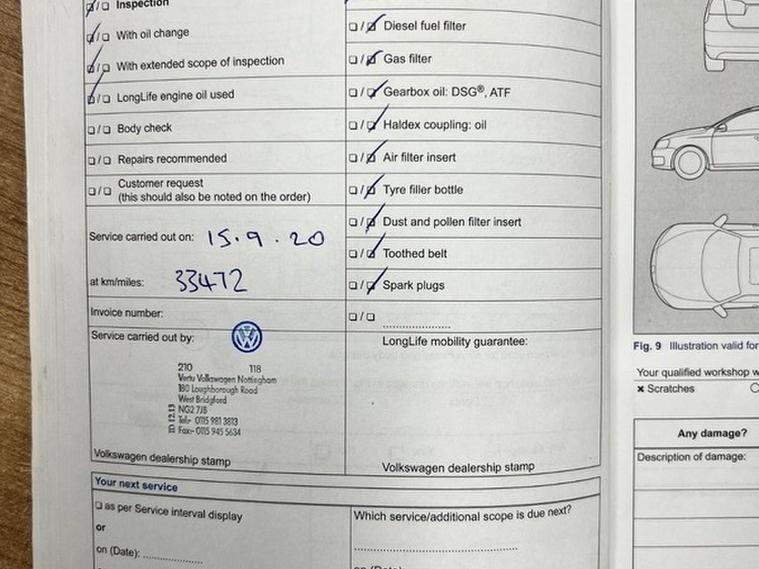 Inspection
With oil change
With extended scope of inspection
LongLife engine oil used
Body check
Repairs recommended
Customer request
(this should also be noted on the order)
Service carried out on: 15.9.20
at km/miles: 33472
Invoice number:
Service carried out by:
210 118
Vertu Volkswagen Nottingham
180 Loughborough Road
West Bridgford
NG2 7JB
Tel:- 0115 981 3813
Fax:- 0115 945 5634
Volkswagen dealership stamp
Diesel fuel filter
Gas filter
Gearbox oil: DSG®, ATF
Haldex coupling: oil
Air filter insert
Tyre filler bottle
Dust and pollen filter insert
Toothed belt
Spark plugs
LongLife mobility guarantee:
Volkswagen dealership stamp
Your next service
as per Service interval display
or
on (Date):
Which service/additional scope is due next?
on (Date):
Fig. 9 Illustration valid for
Your qualified workshop w
x Scratches
Any damage?
Description of damage: